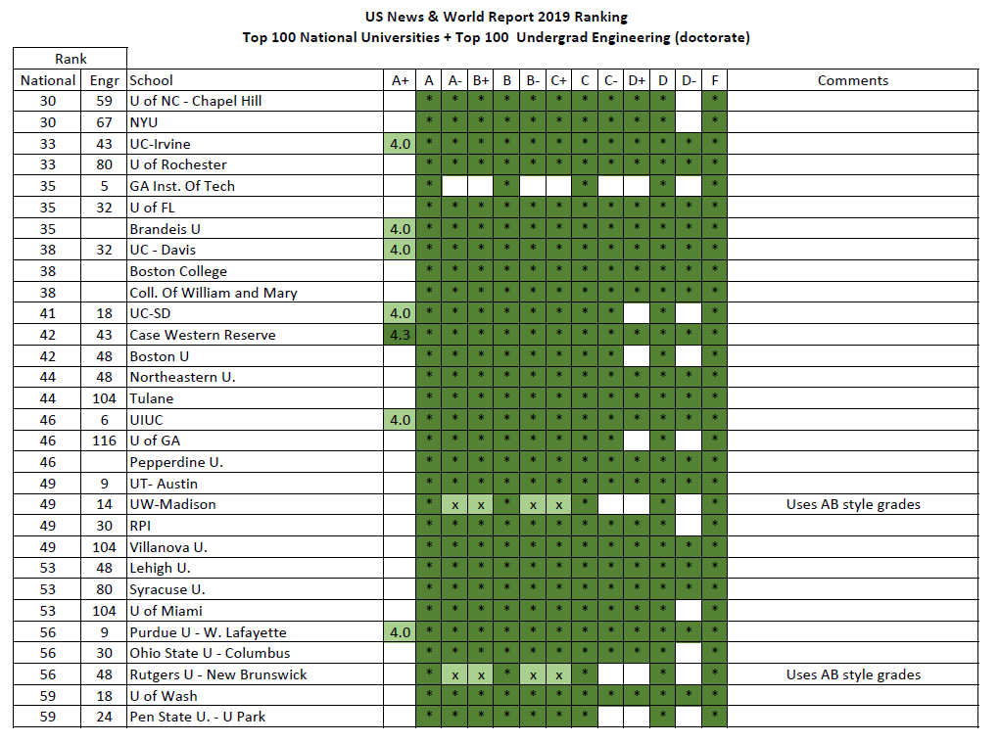 US News & World Report 2019 Ranking
Top 100 National Universities + Top 100 Undergrad Engineering (doctorate)
Rank
National Engr School A+ A A- B+ B B- C+ C C- D+ D D- F Comments
30 59 U of NC - Chapel Hill * * * * * * * * * * *
30 67 NYU * * * * * * * * * * *
33 43 UC-Irvine 4.0 * * * * * * * * * * * *
33 80 U of Rochester * * * * * * * * * * * *
35 5 GA Inst. Of Tech * * * * *
35 32 U of FL * * * * * * * * * * * *
35 Brandeis U 4.0 * * * * * * * * * * * *
38 32 UC - Davis 4.0 * * * * * * * * * * * *
38 Boston College * * * * * * * * * * * *
38 Coll. Of William and Mary * * * * * * * * * * * *
41 18 UC-SD 4.0 * * * * * * * * * *
42 43 Case Western Reserve 4.3 * * * * * * * * * * * *
42 48 Boston U * * * * * * * * * *
44 48 Northeastern U. * * * * * * * * * * * *
44 104 Tulane * * * * * * * * * * * *
46 6 UIUC 4.0 * * * * * * * * * * * *
46 116 U of GA * * * * * * * * * *
46 Pepperdine U. * * * * * * * * * * * *
49 9 UT- Austin * * * * * * * * * * * *
49 14 UW-Madison * x x * x x * * * Uses AB style grades
49 30 RPI * * * * * * * * * * *
49 104 Villanova U. * * * * * * * * * * * *
53 48 Lehigh U. * * * * * * * * * * * *
53 80 Syracuse U. * * * * * * * * * * * *
53 104 U of Miami * * * * * * * * * * *
56 9 Purdue U - W. Lafayette 4.0 * * * * * * * * * * * *
56 30 Ohio State U - Columbus * * * * * * * * * * *
56 48 Rutgers U - New Brunswick * x x * x x * * * Uses AB style grades
59 18 U of Wash * * * * * * * * * * * *
59 24 Pen State U. - U Park * * * * * * * * *